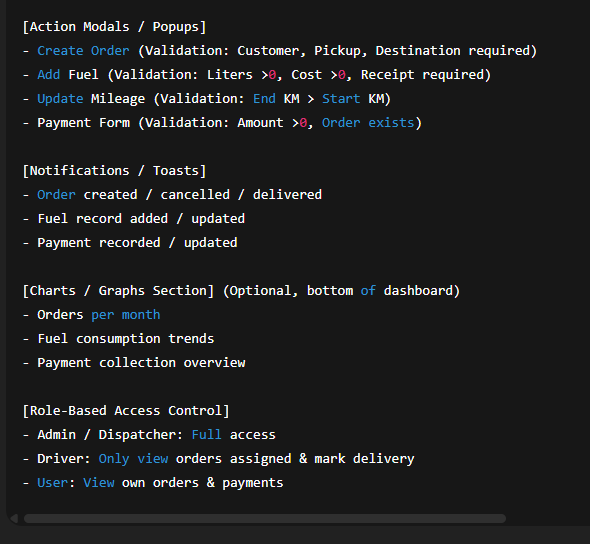 [Action Modals / Popups]
- Create Order (Validation: Customer, Pickup, Destination required)
- Add Fuel (Validation: Liters >0, Cost >0, Receipt required)
- Update Mileage (Validation: End KM > Start KM)
- Payment Form (Validation: Amount >0, Order exists)
[Notifications / Toasts]
- Order created / cancelled / delivered
- Fuel record added / updated
- Payment recorded / updated
[Charts / Graphs Section] (Optional, bottom of dashboard)
- Orders per month
- Fuel consumption trends
- Payment collection overview
[Role-Based Access Control]
- Admin / Dispatcher: Full access
- Driver: Only view orders assigned & mark delivery
- User: View own orders & payments